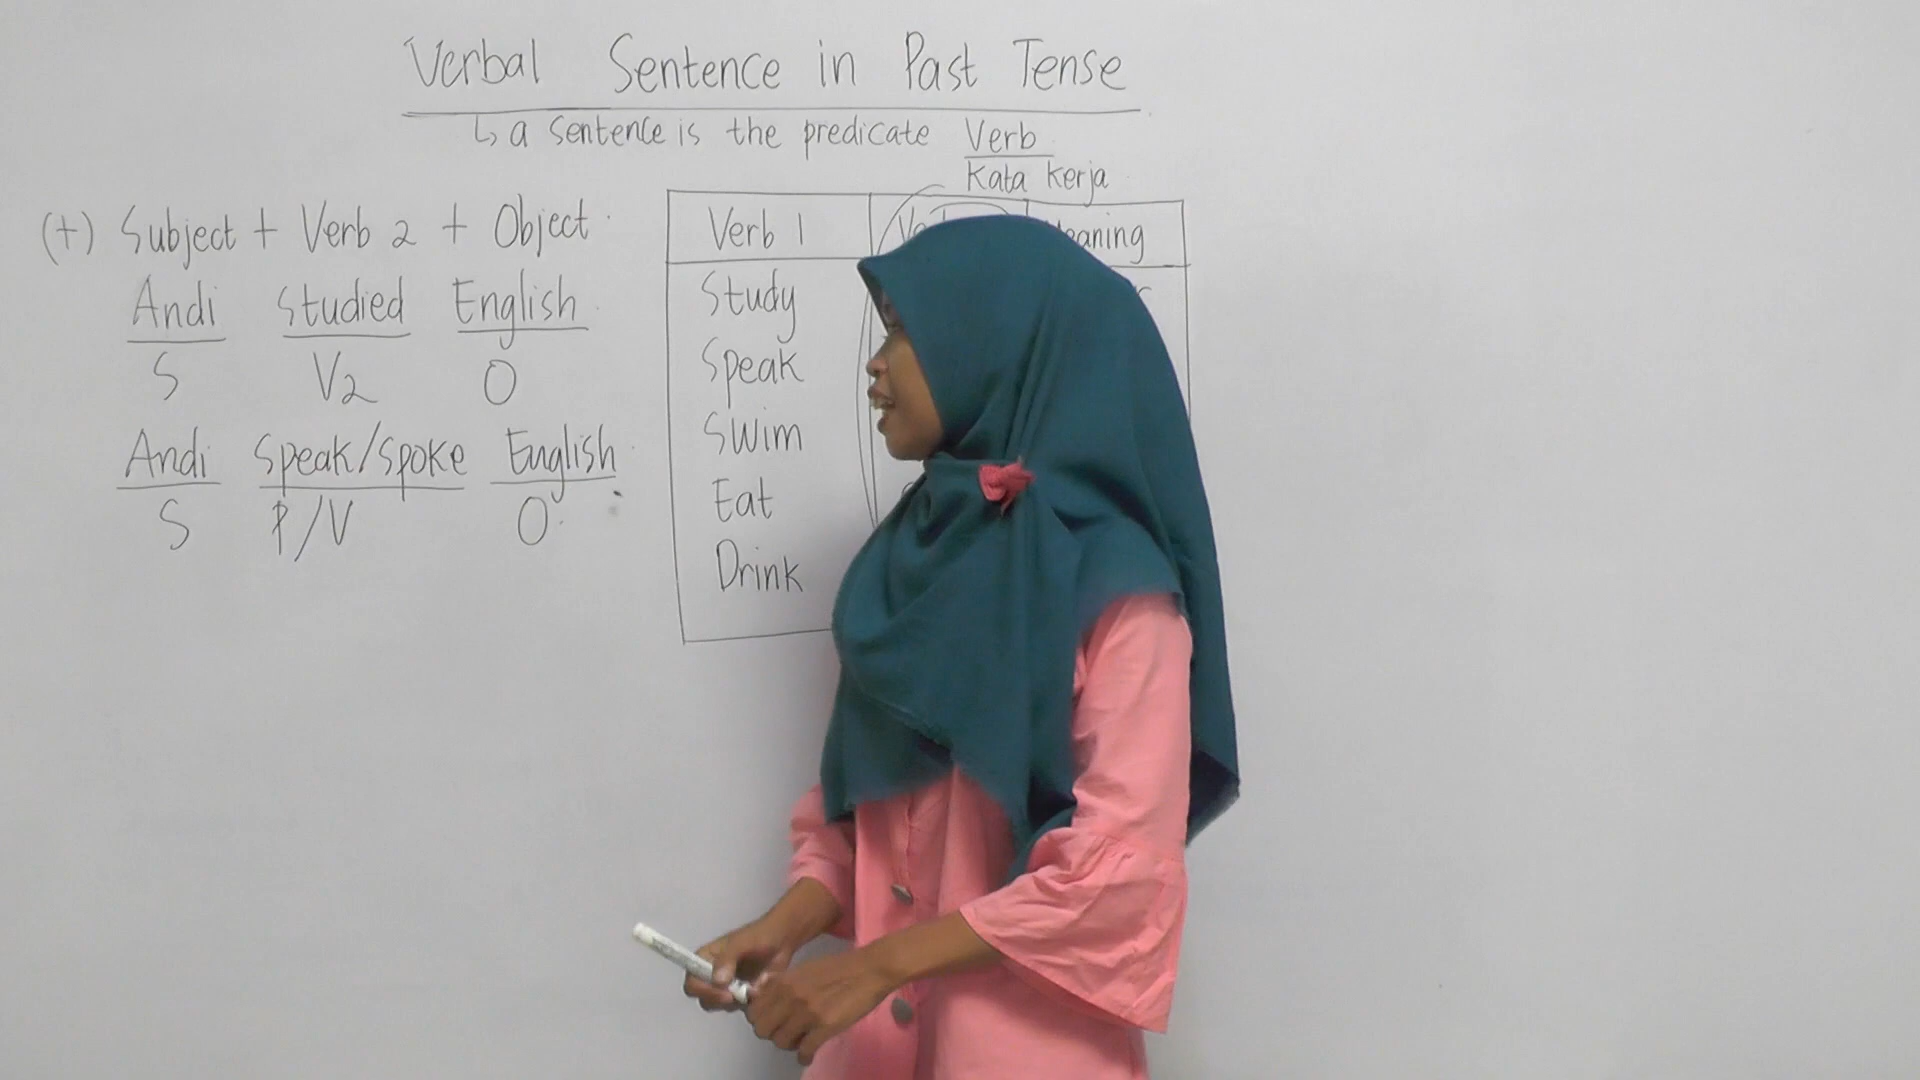 Verbal Sentence in Past Tense
↳ a sentence is the predicate Verb
Kata Kerja
(+) Subject + Verb 2 + Object
Andi Studied English
S V2 O
Andi Speak/Spoke English
S P/V O
Verb 1
Study
Speak
Swim
Eat
Drink